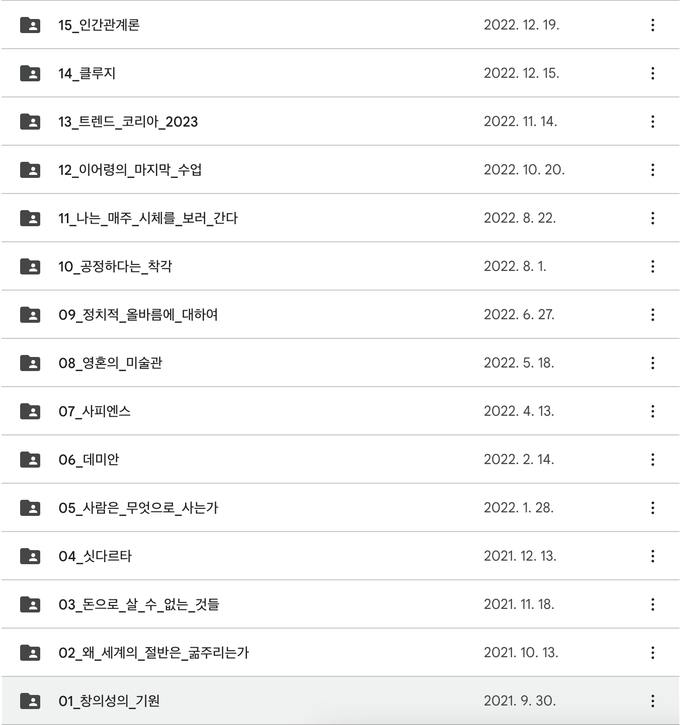 15_인간관계론 2022. 12. 19.
14_클루지 2022. 12. 15.
13_트렌드_코리아_2023 2022. 11. 14.
12_이어령의_마지막_수업 2022. 10. 20.
11_나는_매주_시체를_보러_간다 2022. 8. 22.
10_공정하다는_착각 2022. 8. 1.
09_정치적_올바름에_대하여 2022. 6. 27.
08_영혼의_미술관 2022. 5. 18.
07_사피엔스 2022. 4. 13.
06_데미안 2022. 2. 14.
05_사람은_무엇으로_사는가 2022. 1. 28.
04_싯다르타 2021. 12. 13.
03_돈으로_살_수_없는_것들 2021. 11. 18.
02_왜_세계의_절반은_굶주리는가 2021. 10. 13.
01_창의성의_기원 2021. 9. 30.